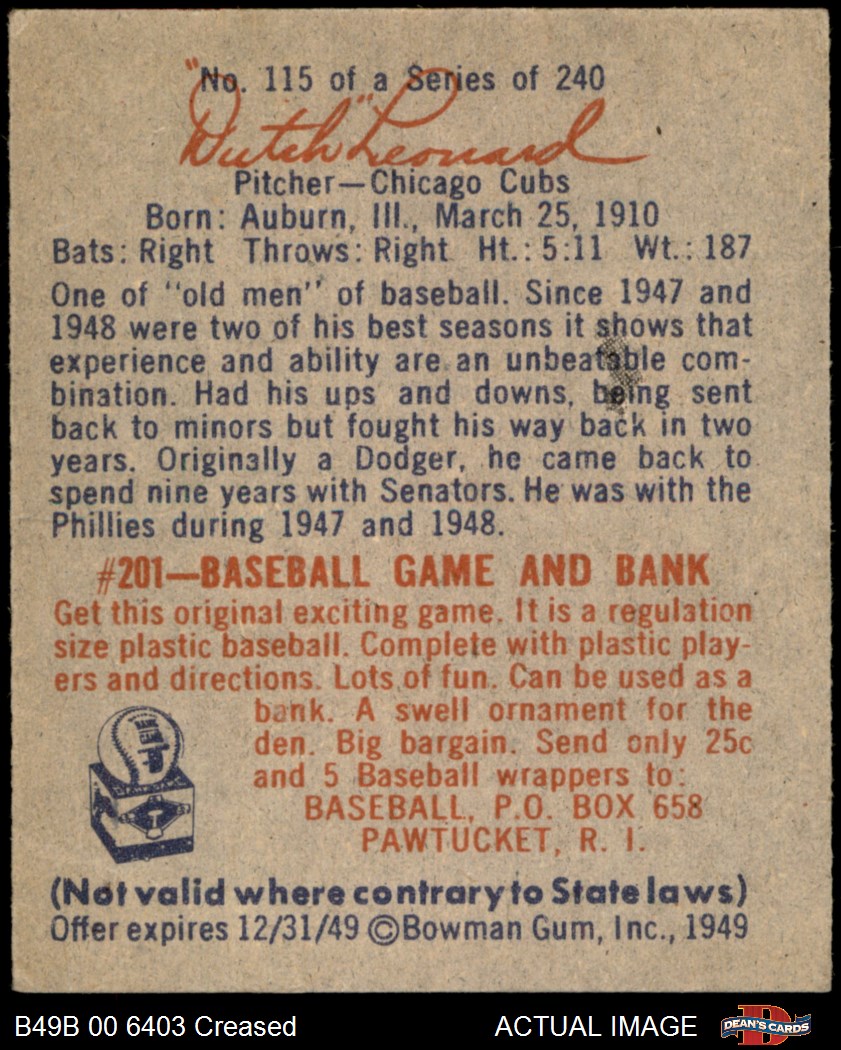 No. 115 of a Series of 240
"Dutch" Leonard
Pitcher—Chicago Cubs
Born: Auburn, Ill., March 25, 1910
Bats: Right Throws: Right Ht.: 5:11 Wt.: 187
One of "old men" of baseball. Since 1947 and
1948 were two of his best seasons it shows that
experience and ability are an unbeatable com-
bination. Had his ups and downs, being sent
back to minors but fought his way back in two
years. Originally a Dodger, he came back to
spend nine years with Senators. He was with the
Phillies during 1947 and 1948.
#201—BASEBALL GAME AND BANK
Get this original exciting game. It is a regulation
size plastic baseball. Complete with plastic play-
ers and directions. Lots of fun. Can be used as a
bank. A swell ornament for the
den. Big bargain. Send only 25c
and 5 Baseball wrappers to:
BASEBALL, P.O. BOX 658
PAWTUCKET, R. I.
(Not valid where contrary to State laws)
Offer expires 12/31/49 ©Bowman Gum, Inc., 1949
B49B 00 6403 Creased
ACTUAL IMAGE
D
DEAN'S CARDS